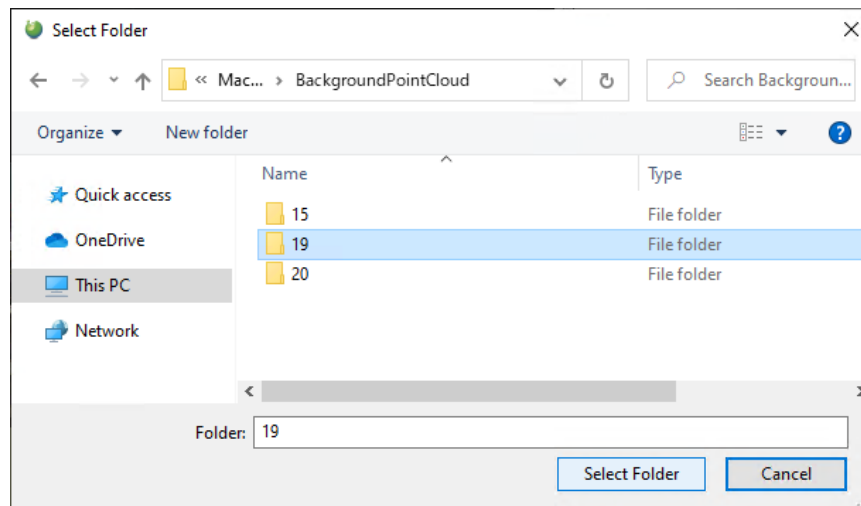 Select Folder
« Mac... › BackgroundPointCloud
Search Backgroun...
Organize
New folder
Name
Type
Quick access
OneDrive
This PC
Network
15 File folder
19 File folder
20 File folder
Folder: 19
Select Folder
Cancel